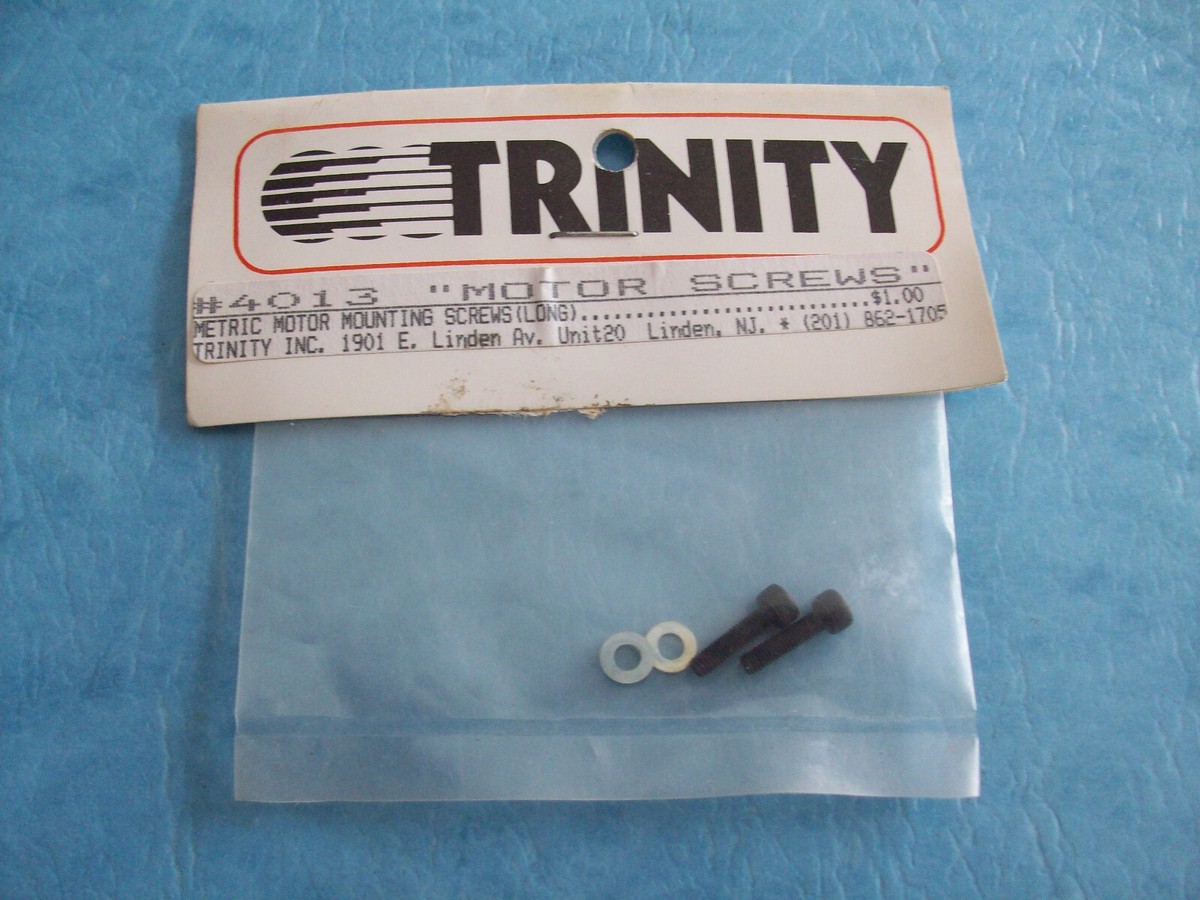 TRiNITY
#4013 "MOTOR SCREWS"
METRIC MOTOR MOUNTING SCREWS(LONG)..............................$1.00
TRINITY INC. 1901 E. Linden Av. Unit20 Linden, NJ. * (201) 862-1705